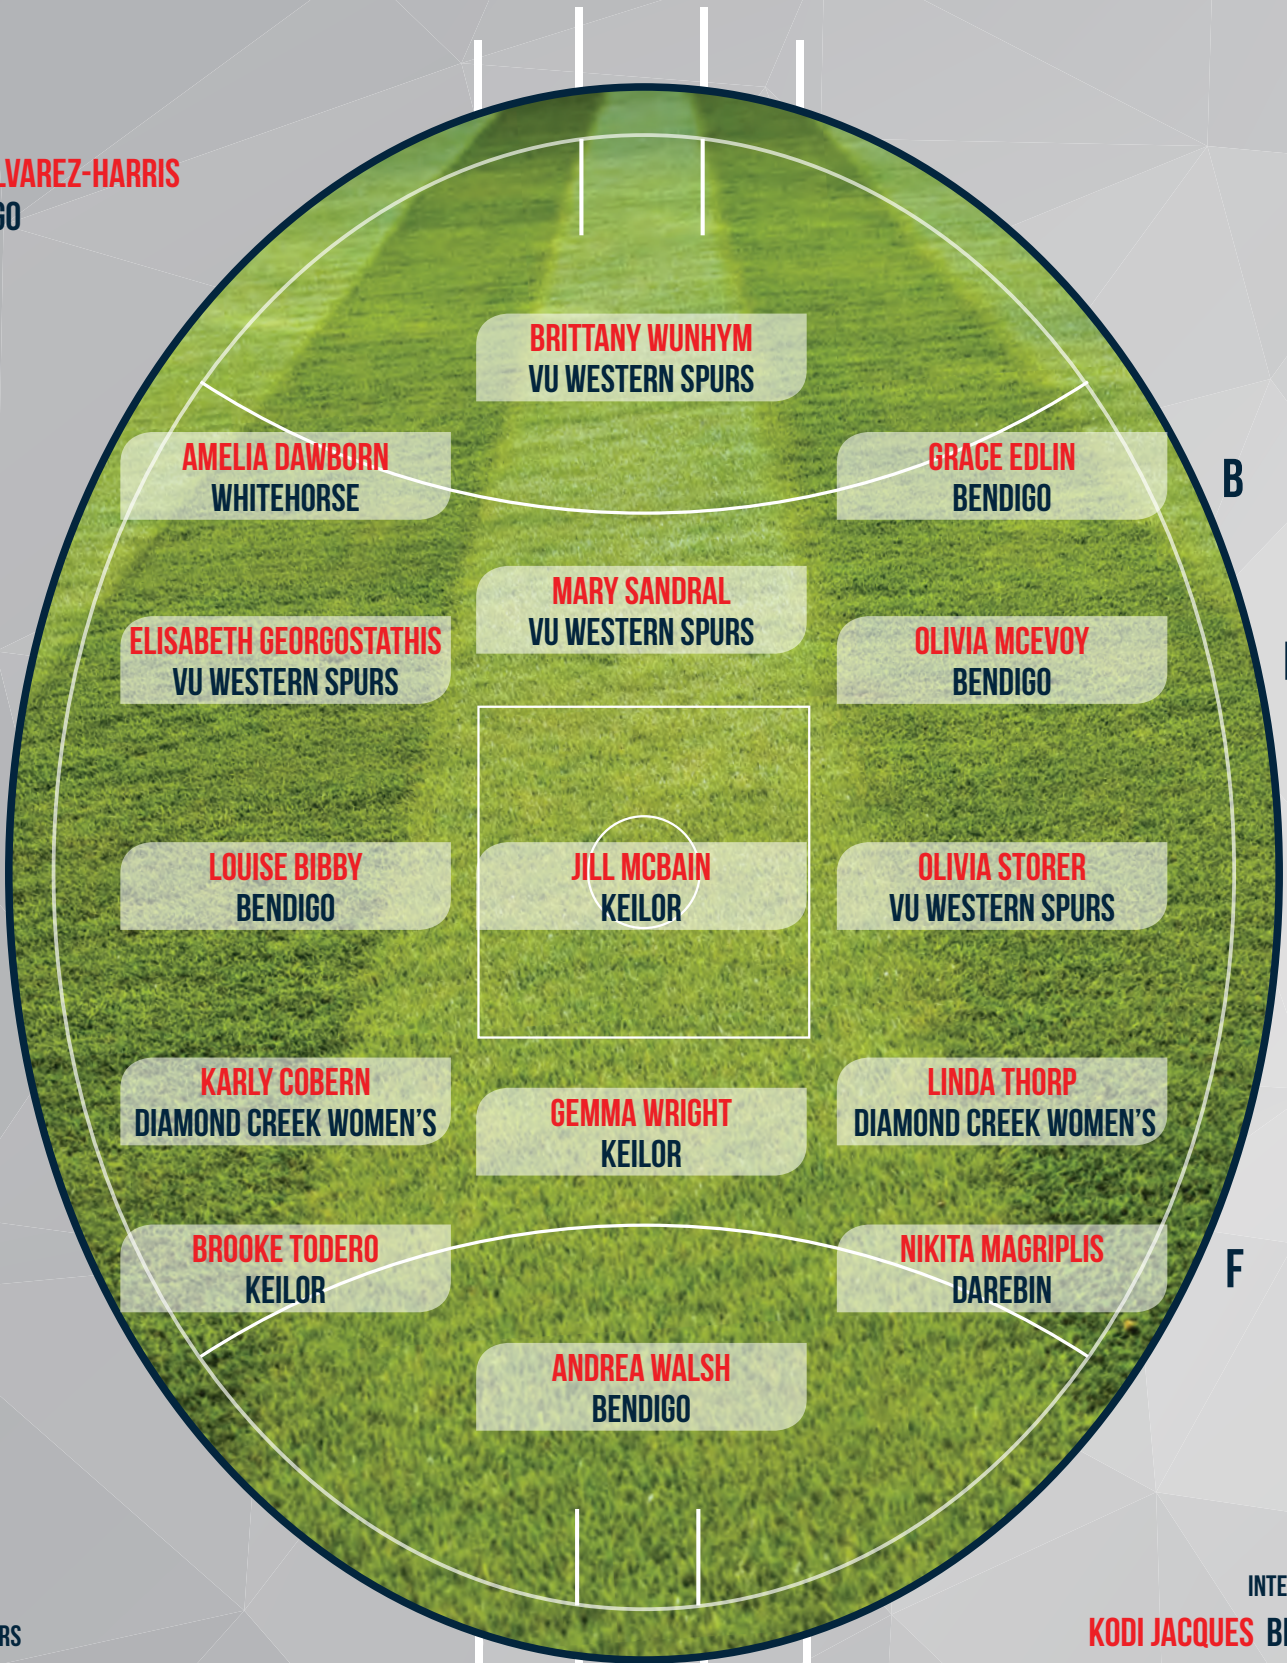 LVAREZ-HARRIS
GO
BRITTANY WUNHYM
VU WESTERN SPURS
AMELIA DAWBORN
WHITEHORSE
GRACE EDLIN
BENDIGO
B
MARY SANDRAL
VU WESTERN SPURS
ELISABETH GEORGOSTATHIS
VU WESTERN SPURS
OLIVIA MCEVOY
BENDIGO
LOUISE BIBBY
BENDIGO
JILL MCBAIN
KEILOR
OLIVIA STORER
VU WESTERN SPURS
KARLY COBERN
DIAMOND CREEK WOMEN'S
GEMMA WRIGHT
KEILOR
LINDA THORP
DIAMOND CREEK WOMEN'S
BROOKE TODERO
KEILOR
NIKITA MAGRIPLIS
DAREBIN
F
ANDREA WALSH
BENDIGO
INTE
RS
KODI JACQUES